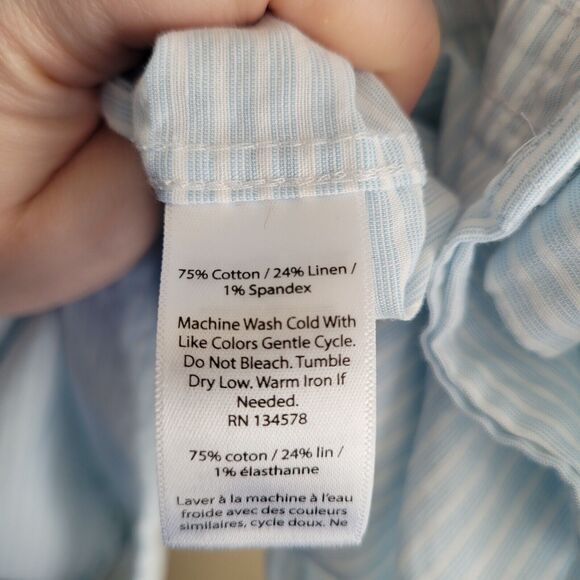 75% Cotton / 24% Linen /
1% Spandex
Machine Wash Cold With
Like Colors Gentle Cycle.
Do Not Bleach. Tumble
Dry Low. Warm Iron If
Needed.
RN 134578
75% coton / 24% lin /
1% élasthanne
Laver à la machine à l'eau
froide avec des couleurs
similaires, cycle doux. Ne